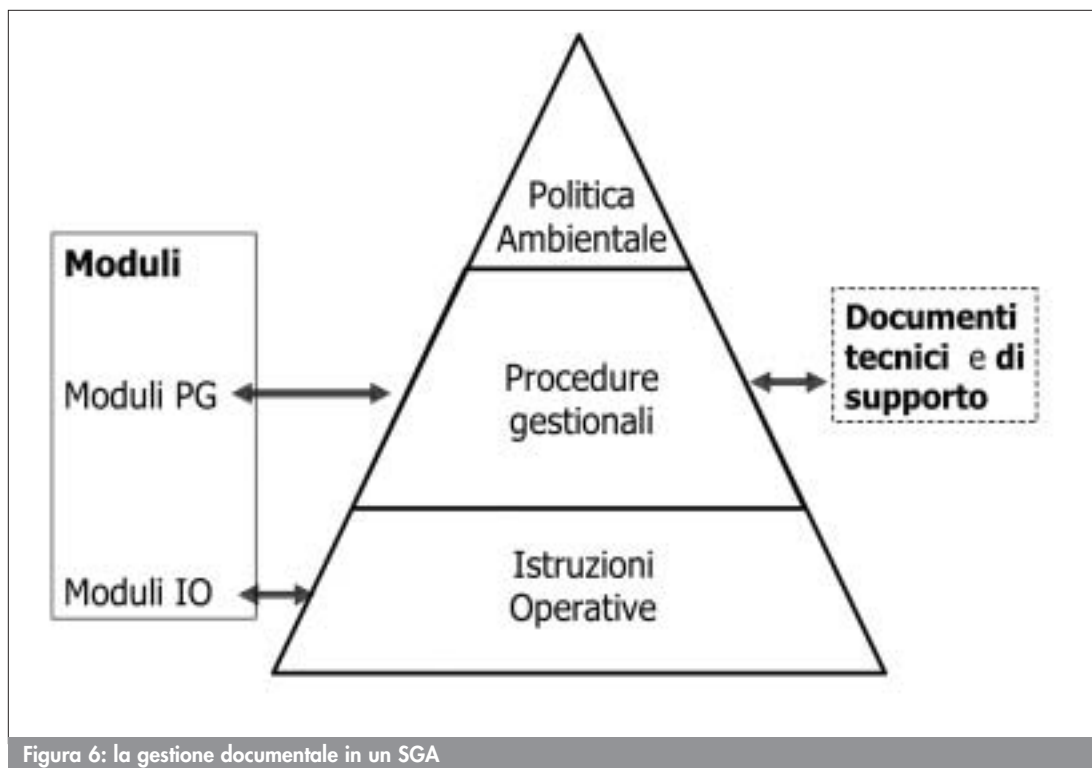 Politica
Ambientale
Moduli
Moduli PG
Moduli IO
Procedure
gestionali
Istruzioni
Operative
Documenti
tecnici e di
supporto
Figura 6: la gestione documentale in un SGA